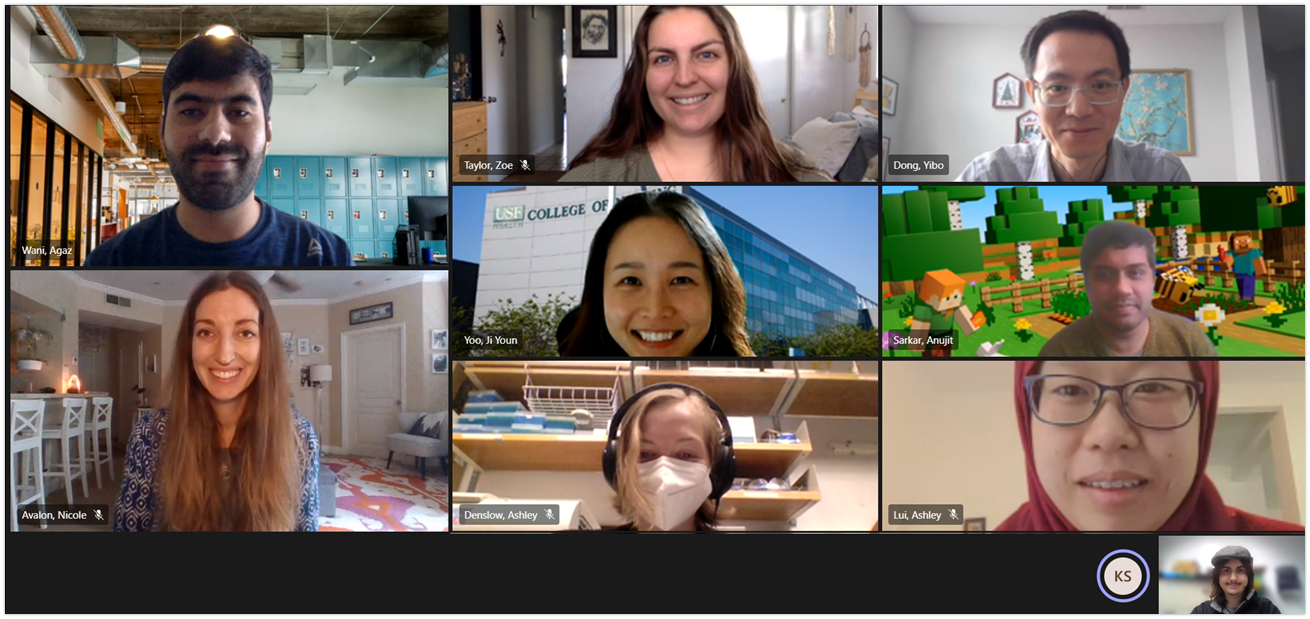 Wani, Agaz
Taylor, Zoe
Dong, Yibo
USF
HEALTH
COLLEGE OF
Yoo, Ji Youn
Sarkar, Anujit
Avalon, Nicole
Denslow, Ashley
Lui, Ashley
KS